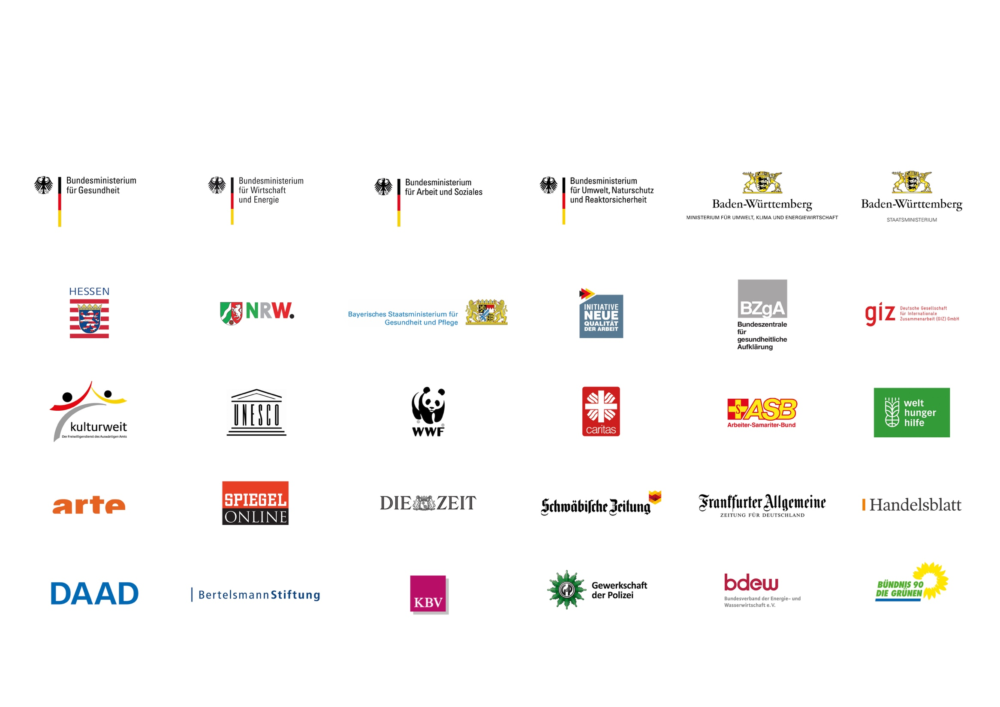 Bundesministerium
für Gesundheit
Bundesministerium
für Wirtschaft
und Energie
Bundesministerium
für Arbeit und Soziales
Bundesministerium
für Umwelt, Naturschutz
und Reaktorsicherheit
Baden-Württemberg
MINISTERIUM FÜR UMWELT, KLIMA UND ENERGIEWIRTSCHAFT
Baden-Württemberg
STAATSMINISTERIUM
HESSEN
NRW.
Bayerisches Staatsministerium für
Gesundheit und Pflege
INITIATIVE
NEUE
QUALITÄT
DER ARBEIT
BZgA
Bundeszentrale
für
gesundheitliche
Aufklärung
giz
Deutsche Gesellschaft
für Internationale
Zusammenarbeit (GIZ) GmbH
kulturweit
Der Freiwilligendienst des Auswärtigen Amts
UNESCO
© ®
WWF
caritas
S ASB
Arbeiter-Samariter-Bund
welt
hunger
hilfe
arte
SPIEGEL
ONLINE
DIE ZEIT
Schwäbische Zeitung
Frankfurter Allgemeine
ZEITUNG FÜR DEUTSCHLAND
Handelsblatt
DAAD
BertelsmannStiftung
KBV
GdP
Gewerkschaft
der Polizei
bdew
Bundesverband der Energie- und
Wasserwirtschaft e.V.
BÜNDNIS 90
DIE GRÜNEN